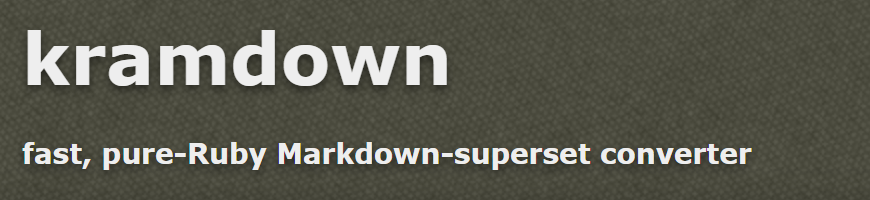 kramdown
fast, pure-Ruby Markdown-superset converter